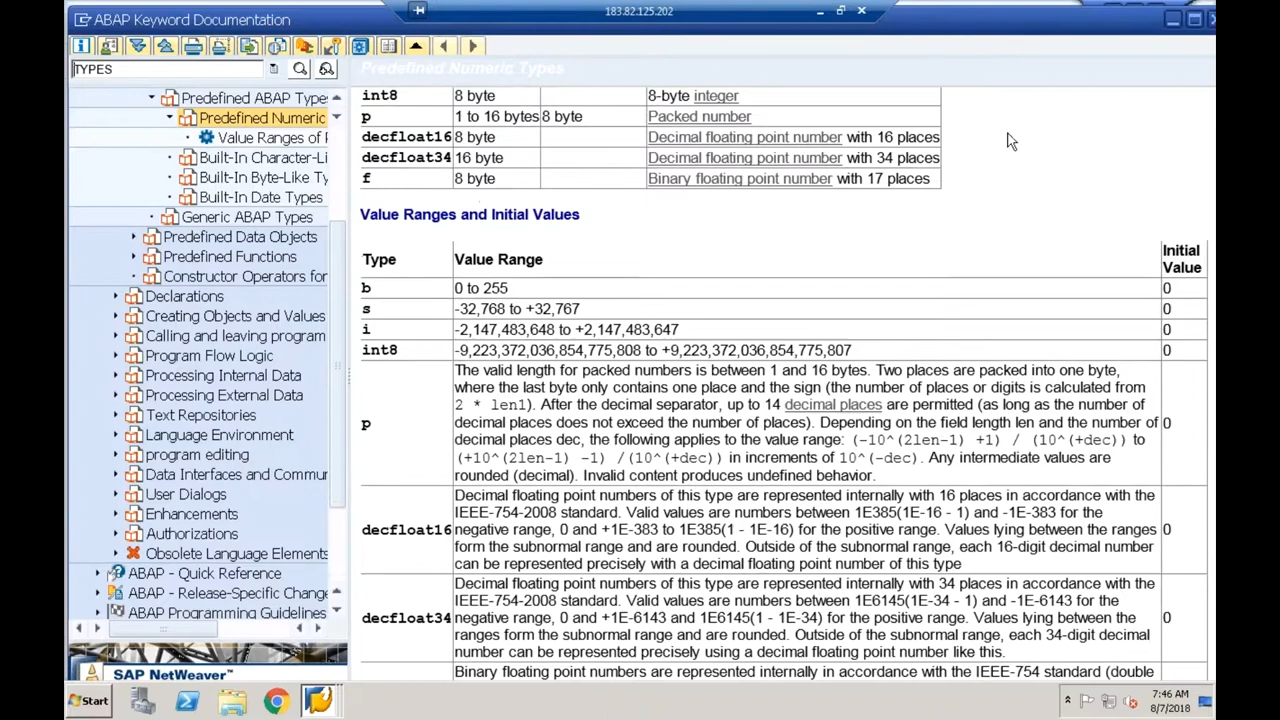 ABAP Keyword Documentation
183.82.125.202
TYPES
Predefined Numeric Types
Predefined ABAP Type
Predefined Numeric
Value Ranges of F
Built-In Character-Li
Built-In Byte-Like Ty
Built-In Date Types
Generic ABAP Types
Predefined Data Objects
Predefined Functions
Constructor Operators for
Declarations
Creating Objects and Values
Calling and leaving program
Program Flow Logic
Processing Internal Data
Processing External Data
Text Repositories
Language Environment
program editing
Data Interfaces and Commun
User Dialogs
Enhancements
Authorizations
Obsolete Language Elements
ABAP - Quick Reference
ABAP - Release-Specific Change
ABAP Programming Guidelines
SAP NetWeaver™
int8 8 byte 8-byte integer
p 1 to 16 bytes 8 byte Packed number
decfloat16 8 byte Decimal floating point number with 16 places
decfloat34 16 byte Decimal floating point number with 34 places
f 8 byte Binary floating point number with 17 places
Value Ranges and Initial Values
Type Value Range Initial Value
b 0 to 255 0
s -32,768 to +32,767 0
i -2,147,483,648 to +2,147,483,647 0
int8 -9,223,372,036,854,775,808 to +9,223,372,036,854,775,807 0
The valid length for packed numbers is between 1 and 16 bytes. Two places are packed into one byte,
where the last byte only contains one place and the sign (the number of places or digits is calculated from
2 * len1). After the decimal separator, up to 14 decimal places are permitted (as long as the number of
p decimal places does not exceed the number of places). Depending on the field length len and the number of 0
decimal places dec, the following applies to the value range: (-10^(2len-1) +1) / (10^(+dec)) to
(+10^(2len-1) -1) /(10^(+dec)) in increments of 10^(-dec). Any intermediate values are
rounded (decimal). Invalid content produces undefined behavior.
Decimal floating point numbers of this type are represented internally with 16 places in accordance with the
IEEE-754-2008 standard. Valid values are numbers between 1E385(1E-16 - 1) and -1E-383 for the
decfloat16 negative range, 0 and +1E-383 to 1E385(1 - 1E-16) for the positive range. Values lying between the ranges 0
form the subnormal range and are rounded. Outside of the subnormal range, each 16-digit decimal number
can be represented precisely with a decimal floating point number of this type
Decimal floating point numbers of this type are represented internally with 34 places in accordance with the
IEEE-754-2008 standard. Valid values are numbers between 1E6145(1E-34 - 1) and -1E-6143 for the
decfloat34 negative range, 0 and +1E-6143 and 1E6145(1 - 1E-34) for the positive range. Values lying between the 0
ranges form the subnormal range and are rounded. Outside of the subnormal range, each 34-digit decimal
number can be represented precisely using a decimal floating point number like this.
Binary floating point numbers are represented internally in accordance with the IEEE-754 standard (double
Start
7:46 AM
8/7/2018